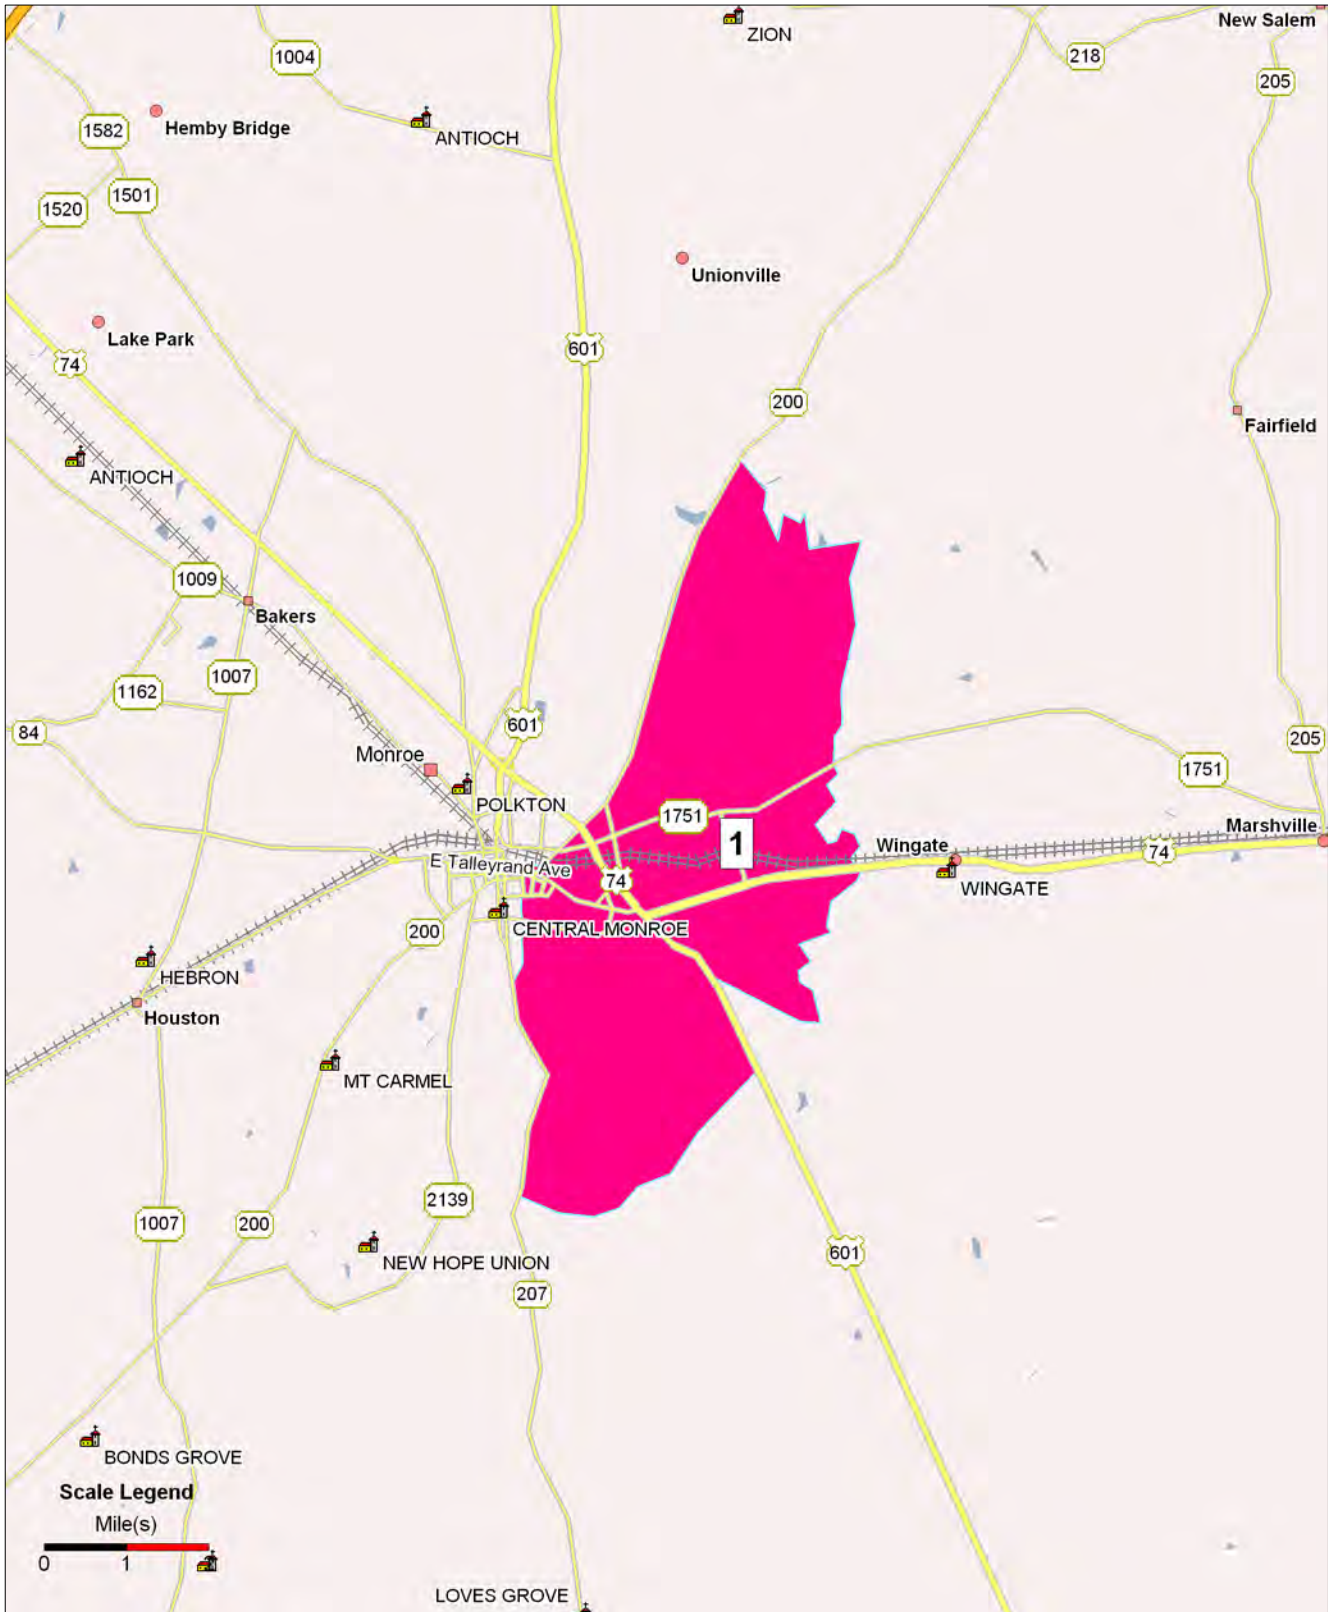 ZION
New Salem
1004
218
205
Hemby Bridge
1582
ANTIOCH
1501
1520
Unionville
Lake Park
601
74
200
Fairfield
ANTIOCH
1009
Bakers
1007
1162
601
84
205
Monroe
1751
POLKTON
1751
Marshville
1
Wingate
74
E Talleyrand Ave
74
WINGATE
200
CENTRAL MONROE
HEBRON
Houston
MT CARMEL
2139
1007
200
601
NEW HOPE UNION
207
BONDS GROVE
Scale Legend
Mile(s)
0 1
LOVES GROVE